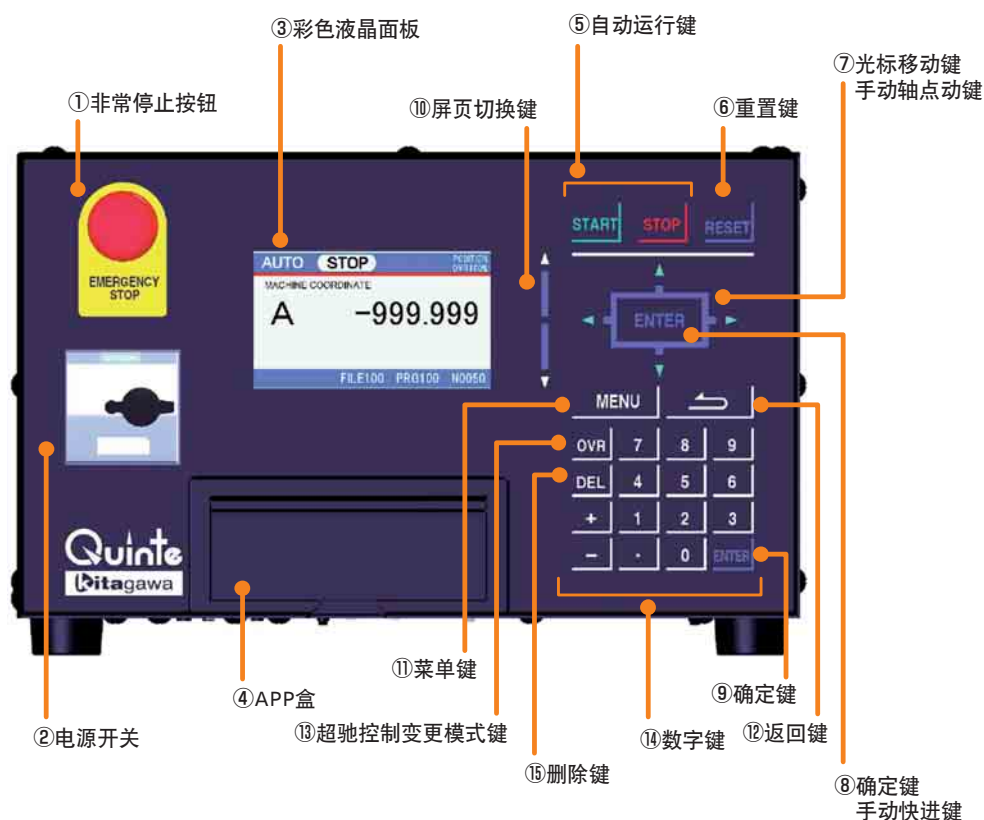 ③彩色液晶面板
⑤自动运行键
⑦光标移动键
手动轴点动键
①非常停止按钮
⑩屏页切换键
⑥重置键
START
STOP
RESET
EMERGENCY
STOP
AUTO STOP
POSITION
OVR100%
MACHINE COORDINATE
A -999.999
FILE100 PRG100 N0050
ENTER
MENU
OVR 7 8 9
DEL 4 5 6
+ 1 2 3
- . 0 ENTER
Quinte
Kitagawa
⑪菜单键
④APP盒
⑨确定键
②电源开关
⑬超驰控制变更模式键
⑭数字键
⑫返回键
⑮删除键
⑧确定键
手动快进键